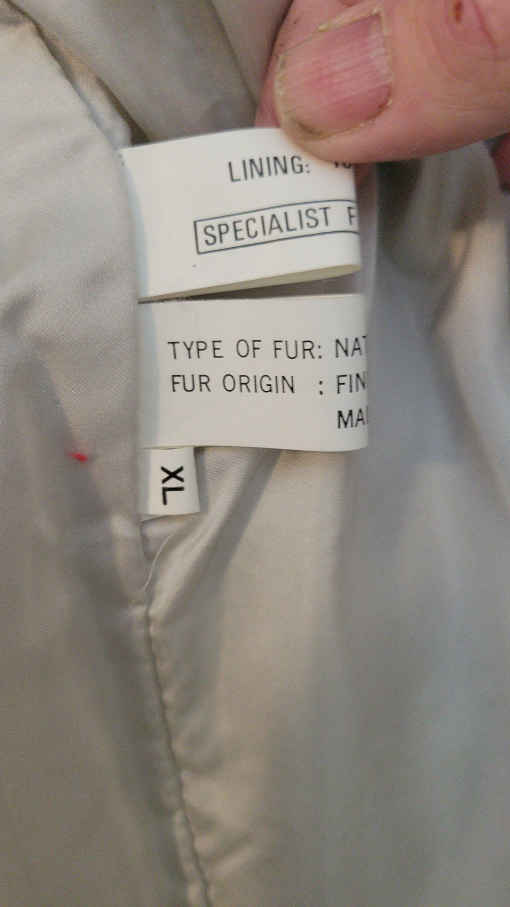 LINING:
SPECIALIST F
TYPE OF FUR: NAT
FUR ORIGIN : FIN
MA
XL